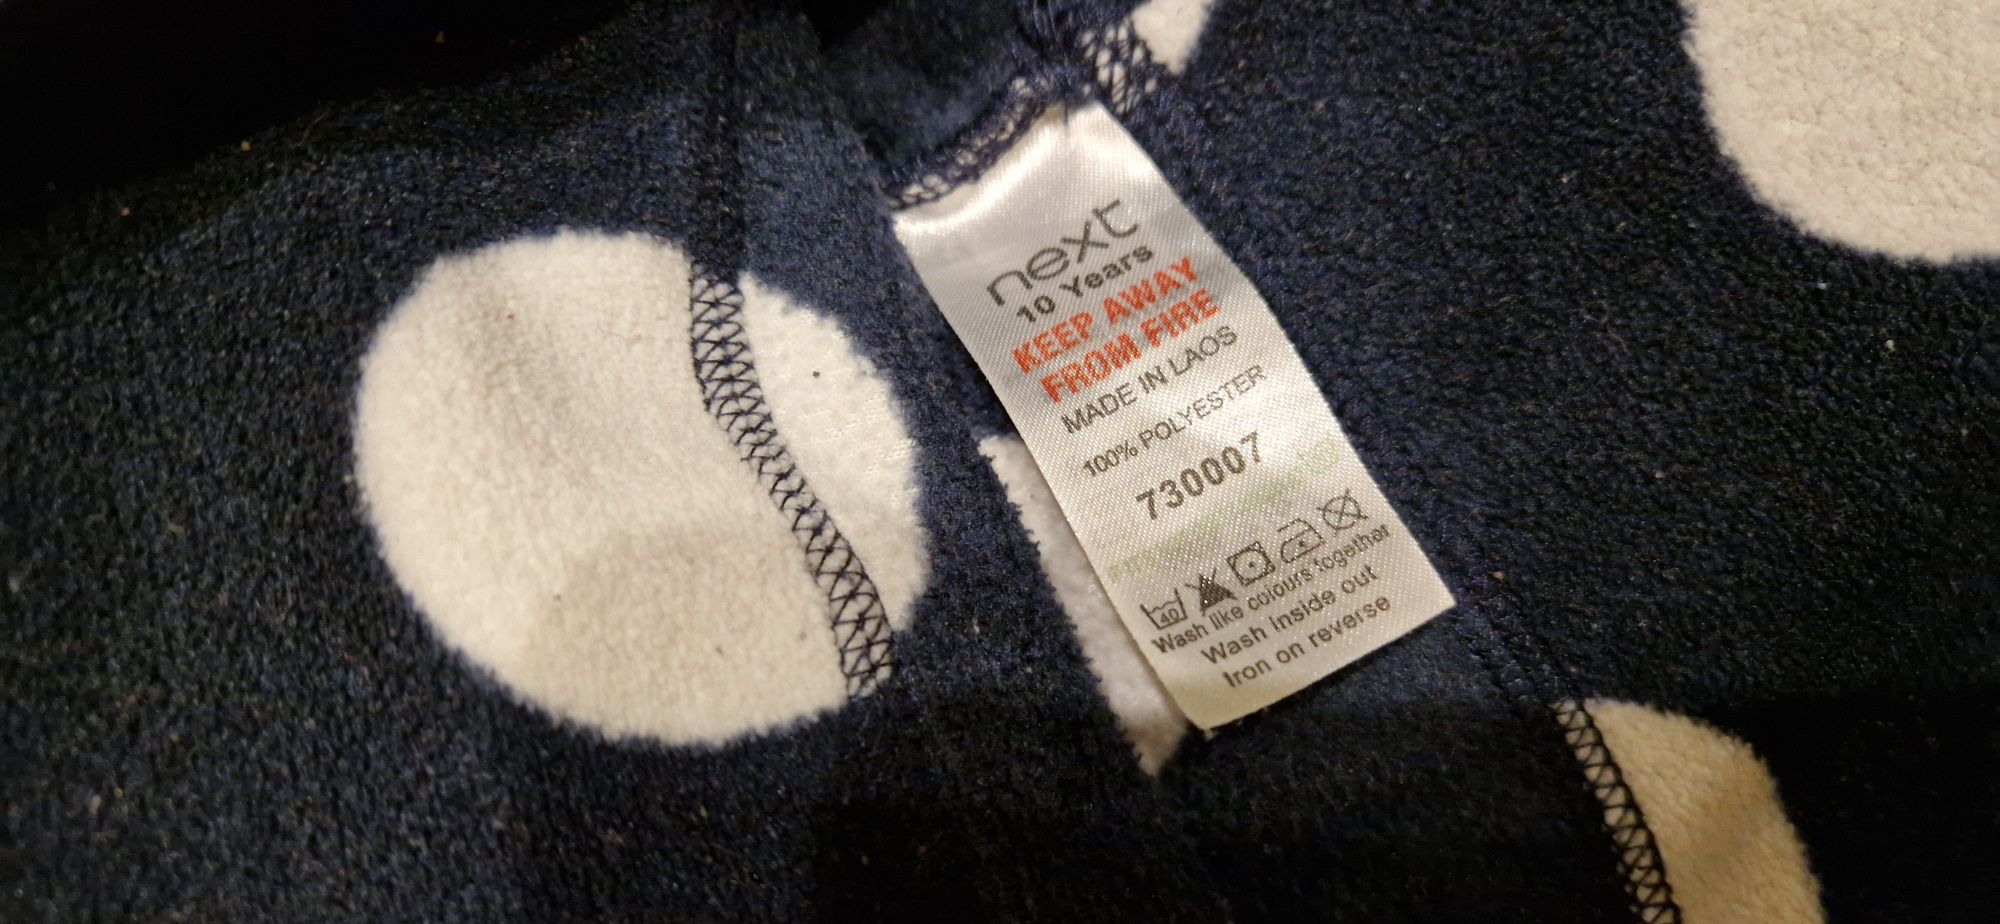 next
10 Years
KEEP AWAY
FROM FIRE
MADE IN LAOS
100% POLYESTER
730007
40
Wash like colours together
Wash inside out
Iron on reverse